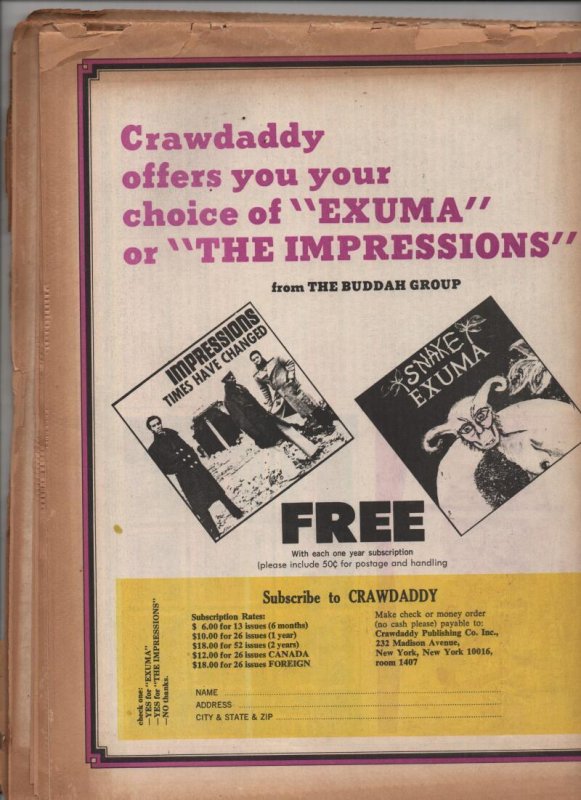 Crawdaddy
offers you your
choice of "EXUMA"
or "THE IMPRESSIONS"
from THE BUDDAH GROUP
IMPRESSIONS
TIMES HAVE CHANGED
SNAKE
EXUMA
FREE
With each one year subscription
(please include 50¢ for postage and handling
Subscribe to CRAWDADDY
Subscription Rates:
$ 6.00 for 13 issues (6 months)
$10.00 for 26 issues (1 year)
$18.00 for 52 issues (2 years)
$12.00 for 26 issues CANADA
$18.00 for 26 issues FOREIGN
Make check or money order
(no cash please) payable to:
Crawdaddy Publishing Co. Inc.,
232 Madison Avenue,
New York, New York 10016,
room 1407
check one:
—YES for "EXUMA"
—YES for "THE IMPRESSIONS"
—NO thanks.
NAME
ADDRESS
CITY & STATE & ZIP